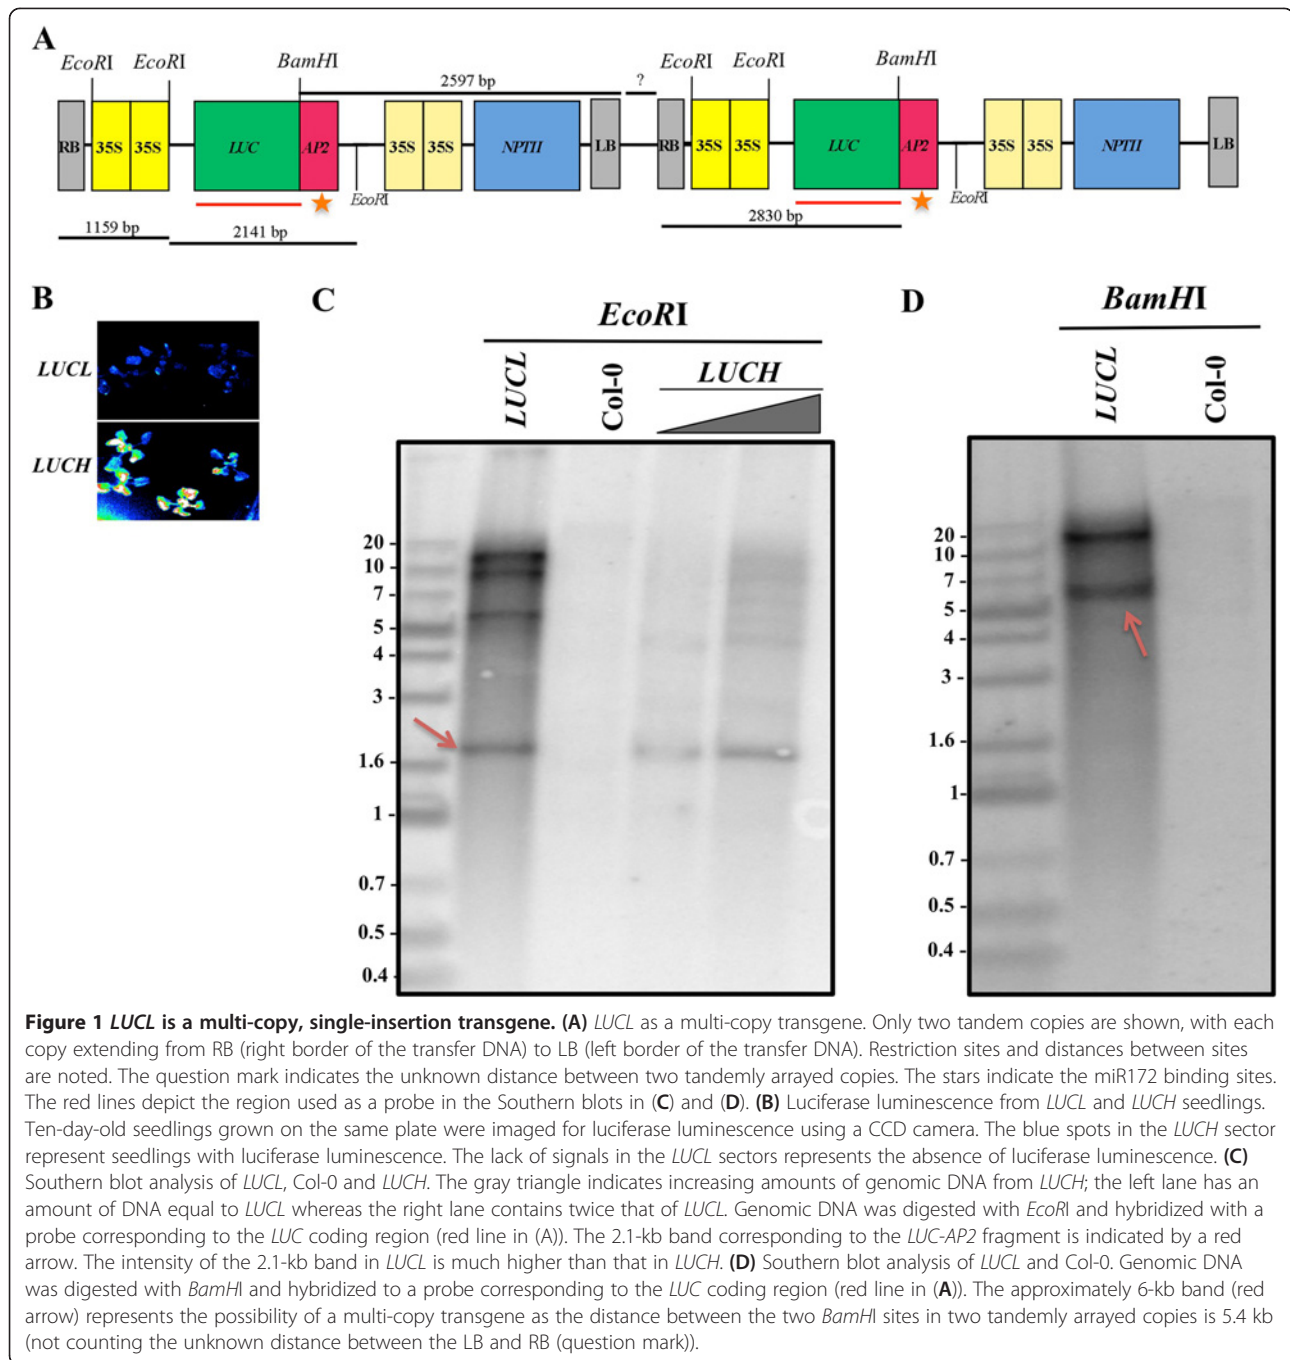 A
EcoRI EcoRI BamHI 2597 bp ? EcoRI EcoRI BamHI
RB 35S 35S LUC AP2 35S 35S NPTII LB RB 35S 35S LUC AP2 35S 35S NPTII LB
EcoRI EcoRI
1159 bp 2141 bp 2830 bp
B
LUCL
LUCH
C
EcoRI
LUCL Col-0 LUCH
20
10
7
5
4
3
1.6
1
0.7
0.5
0.4
D
BamHI
LUCL Col-0
20
10
7
5
4
3
1.6
1
0.7
0.5
0.4
Figure 1 LUCL is a multi-copy, single-insertion transgene. (A) LUCL as a multi-copy transgene. Only two tandem copies are shown, with each
copy extending from RB (right border of the transfer DNA) to LB (left border of the transfer DNA). Restriction sites and distances between sites
are noted. The question mark indicates the unknown distance between two tandemly arrayed copies. The stars indicate the miR172 binding sites.
The red lines depict the region used as a probe in the Southern blots in (C) and (D). (B) Luciferase luminescence from LUCL and LUCH seedlings.
Ten-day-old seedlings grown on the same plate were imaged for luciferase luminescence using a CCD camera. The blue spots in the LUCH sector
represent seedlings with luciferase luminescence. The lack of signals in the LUCL sectors represents the absence of luciferase luminescence. (C)
Southern blot analysis of LUCL, Col-0 and LUCH. The gray triangle indicates increasing amounts of genomic DNA from LUCH; the left lane has an
amount of DNA equal to LUCL whereas the right lane contains twice that of LUCL. Genomic DNA was digested with EcoRI and hybridized with a
probe corresponding to the LUC coding region (red line in (A)). The 2.1-kb band corresponding to the LUC-AP2 fragment is indicated by a red
arrow. The intensity of the 2.1-kb band in LUCL is much higher than that in LUCH. (D) Southern blot analysis of LUCL and Col-0. Genomic DNA
was digested with BamHI and hybridized to a probe corresponding to the LUC coding region (red line in (A)). The approximately 6-kb band (red
arrow) represents the possibility of a multi-copy transgene as the distance between the two BamHI sites in two tandemly arrayed copies is 5.4 kb
(not counting the unknown distance between the LB and RB (question mark)).